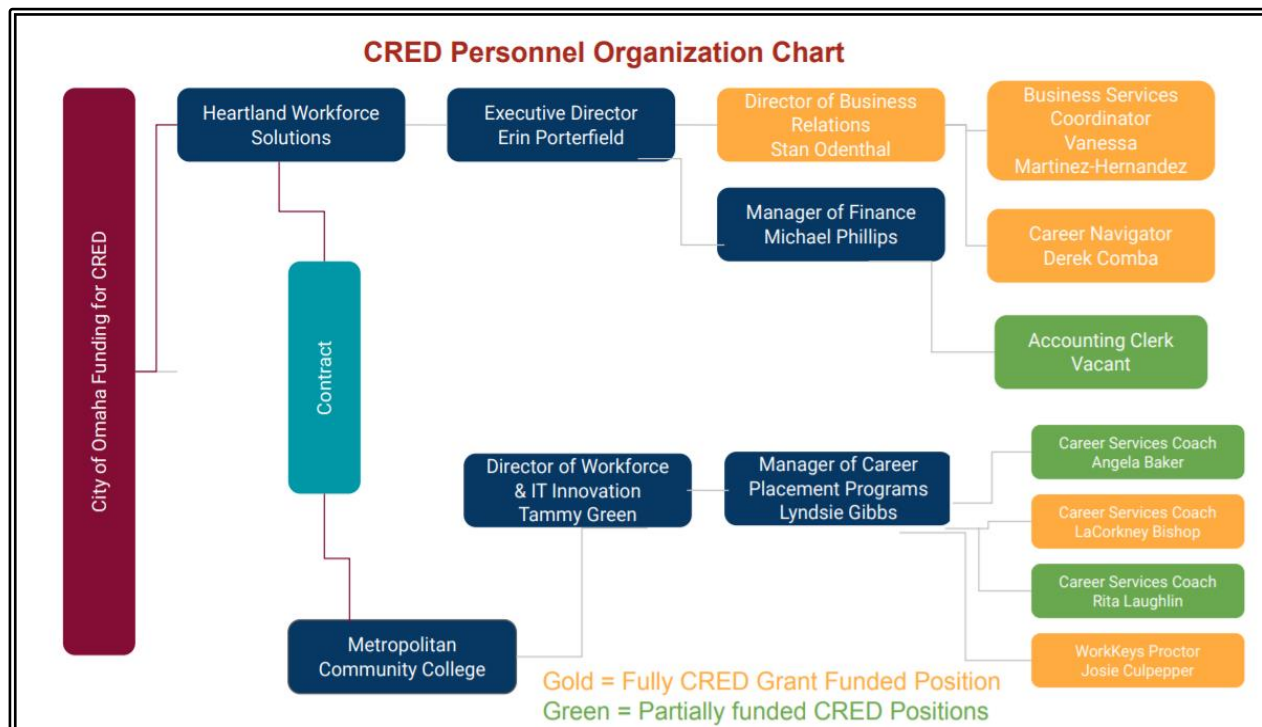 CRED Personnel Organization Chart
City of Omaha Funding for CRED
Heartland Workforce
Solutions
Executive Director
Erin Porterfield
Director of Business
Relations
Stan Odenthal
Business Services
Coordinator
Vanessa
Martinez-Hernandez
Manager of Finance
Michael Phillips
Career Navigator
Derek Comba
Accounting Clerk
Vacant
Contract
Director of Workforce
& IT Innovation
Tammy Green
Manager of Career
Placement Programs
Lyndsie Gibbs
Career Services Coach
Angela Baker
Career Services Coach
LaCorkney Bishop
Career Services Coach
Rita Laughlin
WorkKeys Proctor
Josie Culpepper
Metropolitan
Community College
Gold = Fully CRED Grant Funded Position
Green = Partially funded CRED Positions